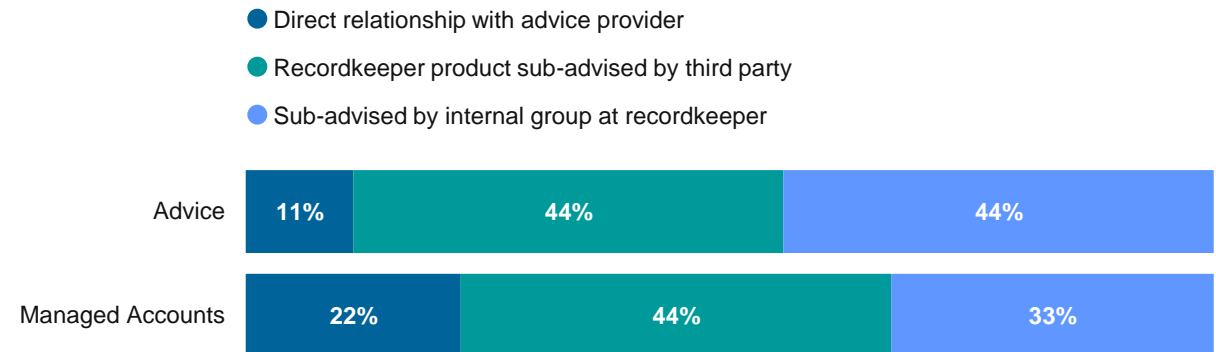 Direct relationship with advice provider
Recordkeeper product sub-advised by third party
Sub-advised by internal group at recordkeeper
Advice 11% 44% 44%
Managed Accounts 22% 44% 33%